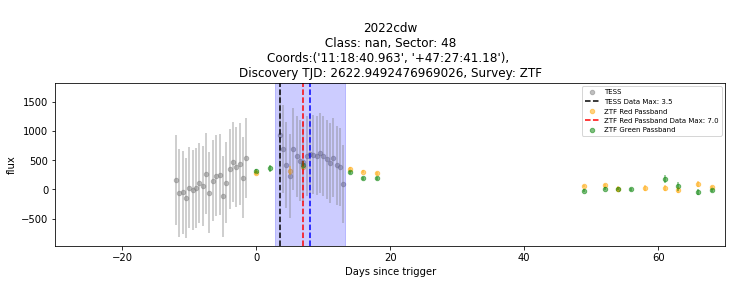 2022cdw
Class: nan, Sector: 48
Coords:('11:18:40.963', '+47:27:41.18'),
Discovery TJD: 2622.9492476969026, Survey: ZTF
TESS
TESS Data Max: 3.5
ZTF Red Passband
ZTF Red Passband Data Max: 7.0
ZTF Green Passband
flux
1500
1000
500
0
−500
−20
0
20
40
60
Days since trigger